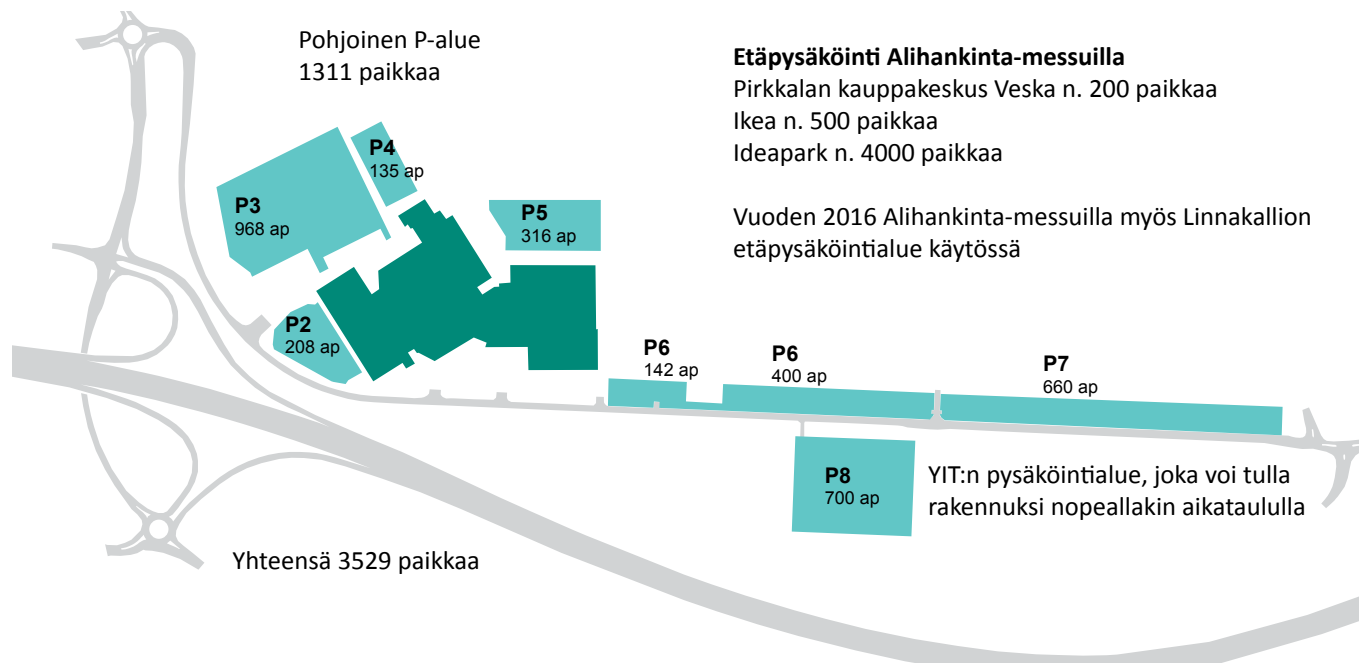 Pohjoinen P-alue
1311 paikkaa
Etäpysäköinti Alihankinta-messuilla
Pirkkalan kauppakeskus Veska n. 200 paikkaa
Ikea n. 500 paikkaa
Ideapark n. 4000 paikkaa
Vuoden 2016 Alihankinta-messuilla myös Linnakallion
etäpysäköintialue käytössä
P4
135 ap
P3
968 ap
P5
316 ap
P2
208 ap
P6
142 ap
P6
400 ap
P7
660 ap
P8
700 ap
YIT:n pysäköintialue, joka voi tulla
rakennuksi nopeallakin aikataululla
Yhteensä 3529 paikkaa